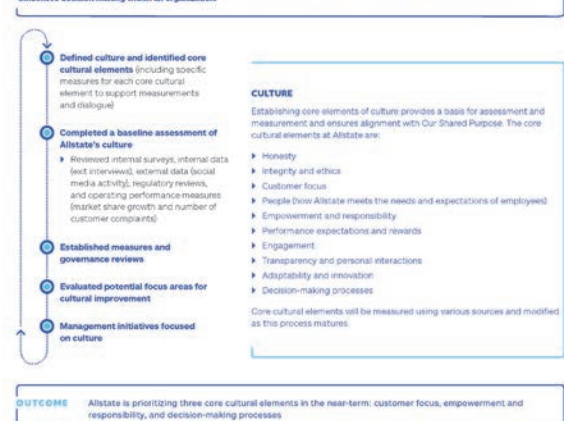 Defined culture and identified core
cultural elements (including specific
measures for each core cultural
element to support measurements
and dialogue)
Completed a baseline assessment of
Allstate's culture
Reviewed internal surveys, internal data
(exit interviews), external data (social
media activity), regulatory reviews,
and operating performance measures
(market share growth and number of
customer complaints)
Established measures and
governance reviews
Evaluated potential focus areas for
cultural improvement
Management initiatives focused
on culture
CULTURE
Establishing core elements of culture provides a basis for assessment and
measurement and ensures alignment with Our Shared Purpose. The core
cultural elements at Allstate are:
Honesty
Integrity and ethics
Customer focus
People (how Allstate meets the needs and expectations of employees)
Empowerment and responsibility
Performance expectations and rewards
Engagement
Transparency and personal interactions
Adaptability and innovation
Decision-making processes
Core cultural elements will be measured using various sources and modified
as this process matures.
OUTCOME
Allstate is prioritizing three core cultural elements in the near-term: customer focus, empowerment and
responsibility, and decision-making processes